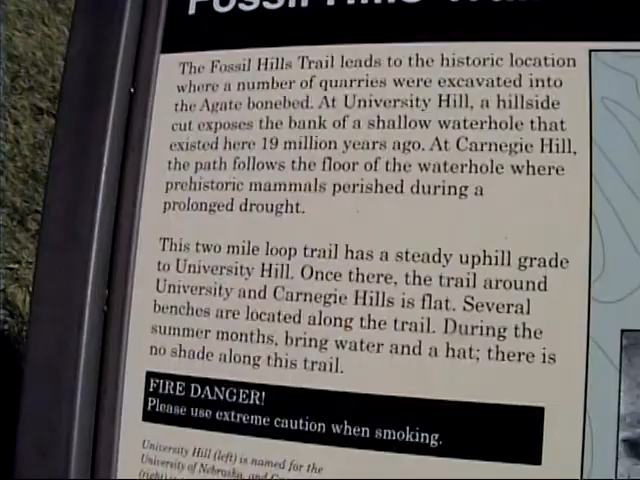 Fossil Hills Trail
The Fossil Hills Trail leads to the historic location
where a number of quarries were excavated into
the Agate bonebed. At University Hill, a hillside
cut exposes the bank of a shallow waterhole that
existed here 19 million years ago. At Carnegie Hill,
the path follows the floor of the waterhole where
prehistoric mammals perished during a
prolonged drought.
This two mile loop trail has a steady uphill grade
to University Hill. Once there, the trail around
University and Carnegie Hills is flat. Several
benches are located along the trail. During the
summer months, bring water and a hat; there is
no shade along this trail.
FIRE DANGER!
Please use extreme caution when smoking.
University Hill (left) is named for the
University of Nebraska, and
(right)